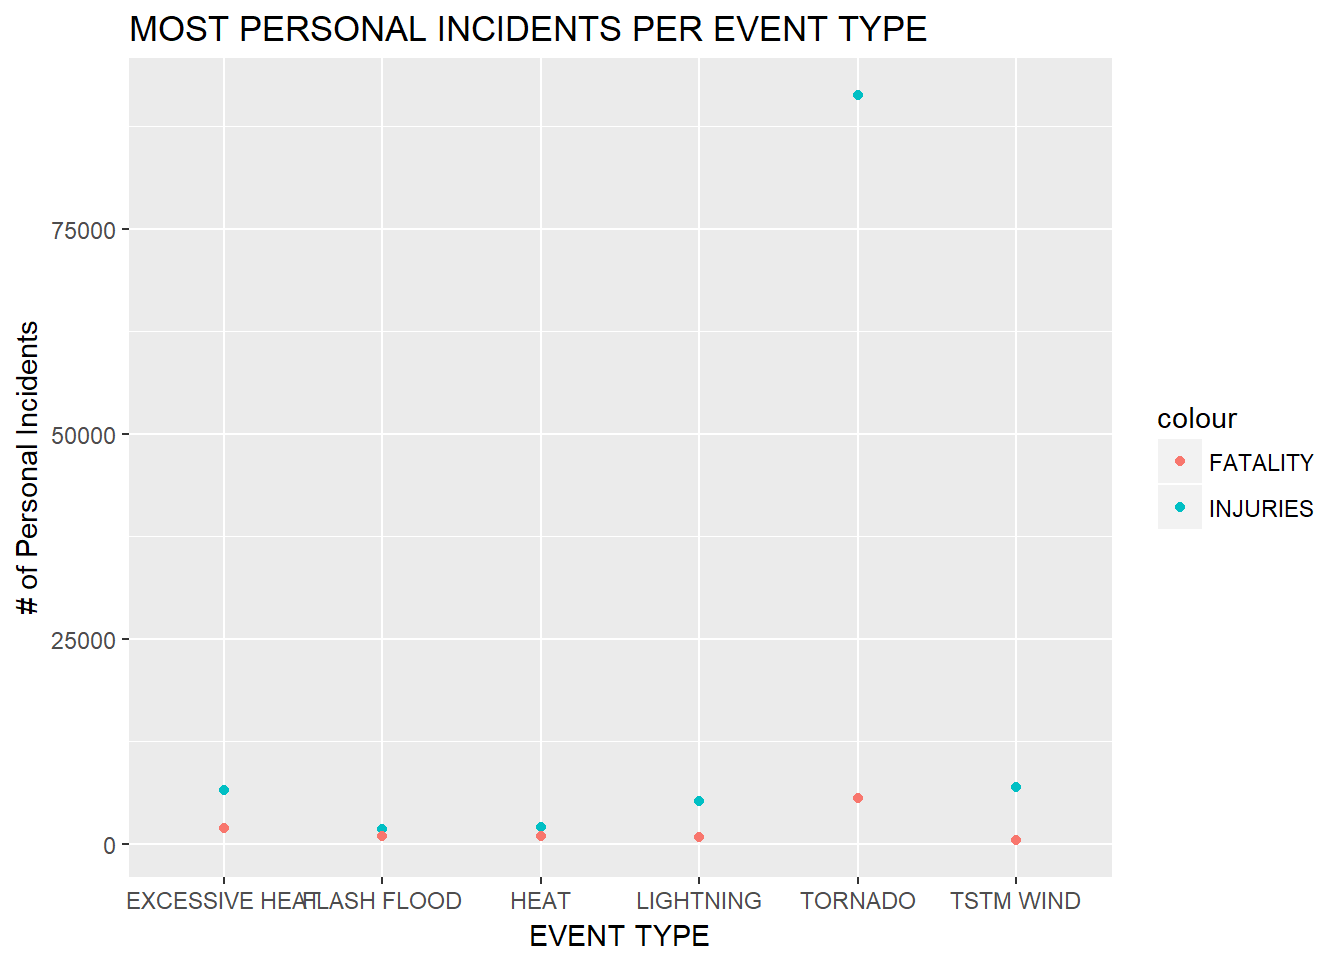 MOST PERSONAL INCIDENTS PER EVENT TYPE
# of Personal Incidents
75000
50000
25000
0
EXCESSIVE HEAT FLASH FLOOD HEAT LIGHTNING TORNADO TSTM WIND
EVENT TYPE
colour
FATALITY
INJURIES